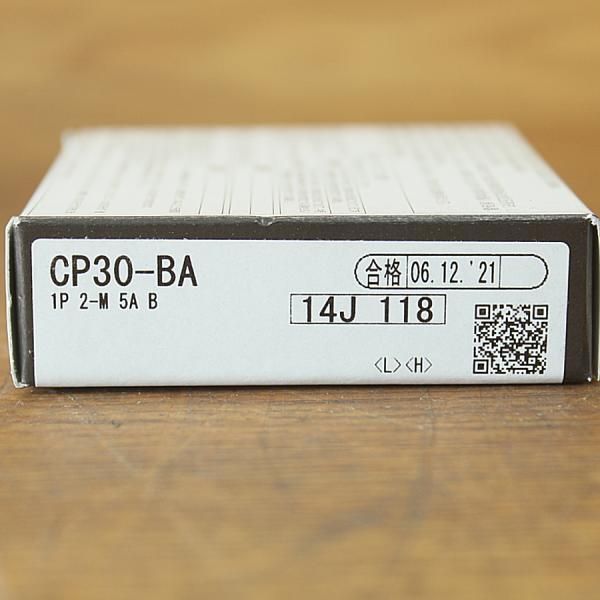 CP30-BA
1P 2-M 5A B
合格 06.12.'21
14J 118
<L><H>